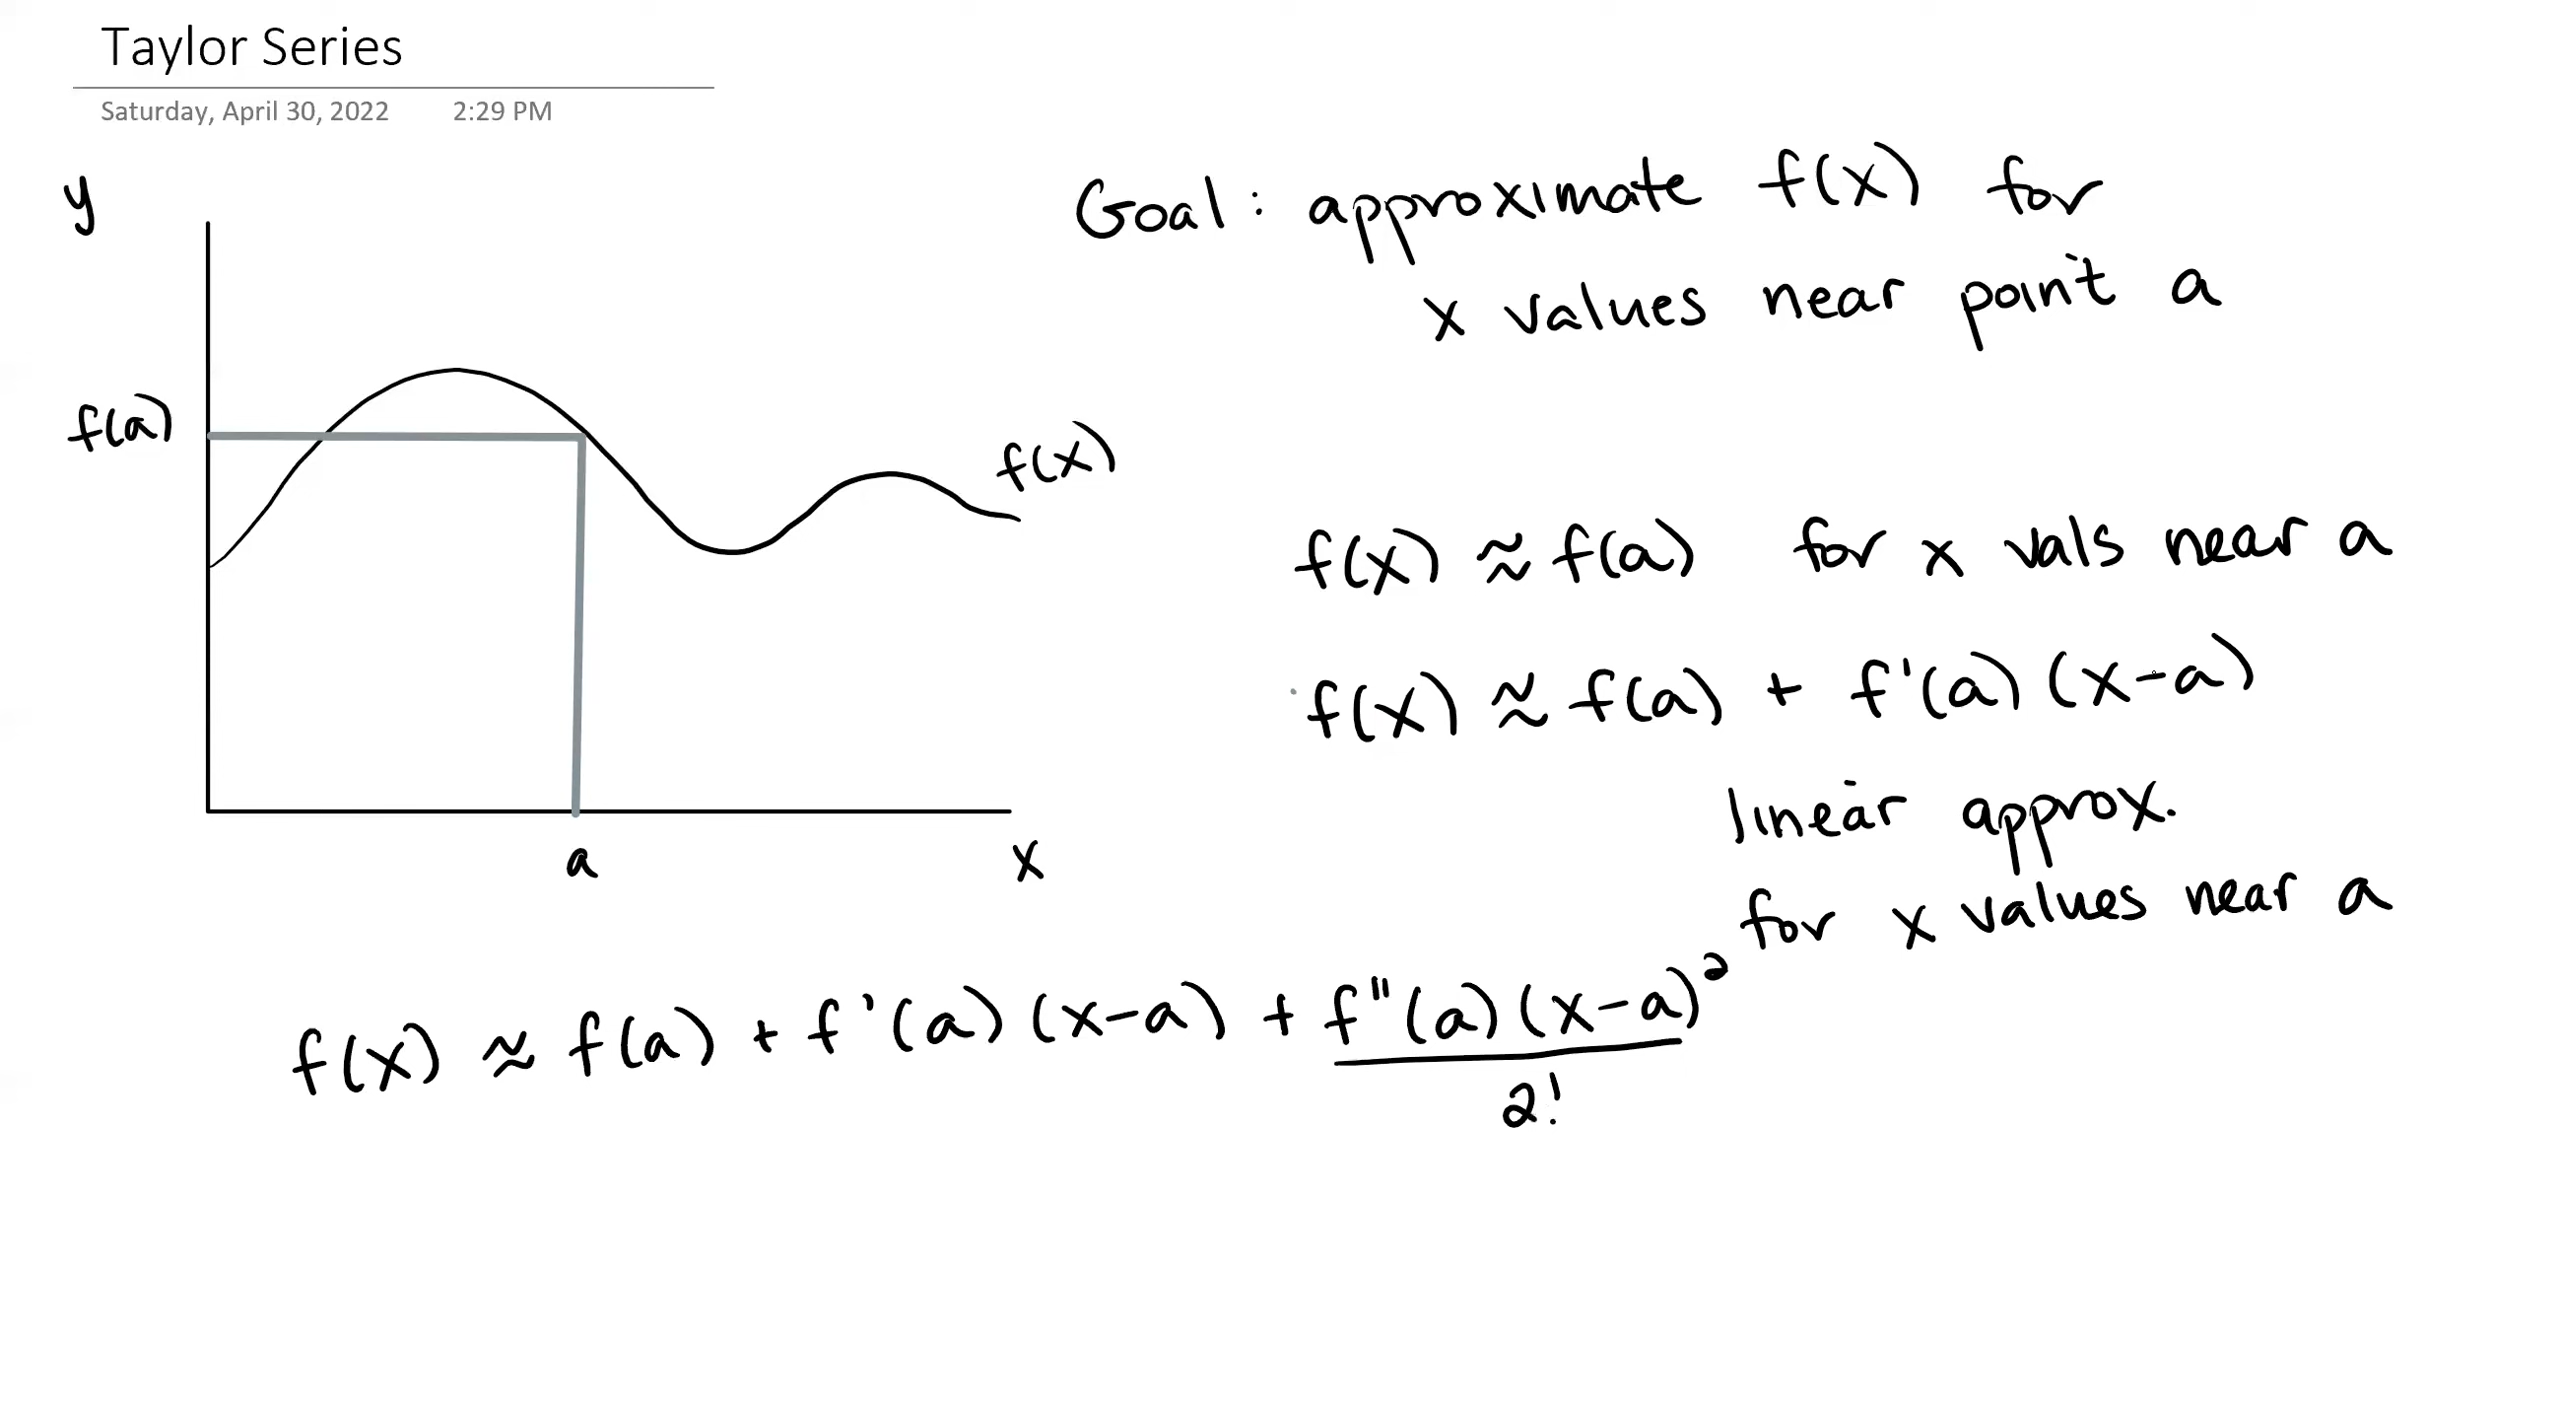 Taylor Series
Saturday, April 30, 2022 2:29 PM
y
Goal: approximate f(x) for
x values near point a
f(a)
f(x)
f(x) ≈ f(a) for x vals near a
f(x) ≈ f(a) + f'(a) (x-a)
linear approx.
a
x
for x values near a
f(x) ≈ f(a) + f'(a) (x-a) + f''(a) (x-a)²
2!